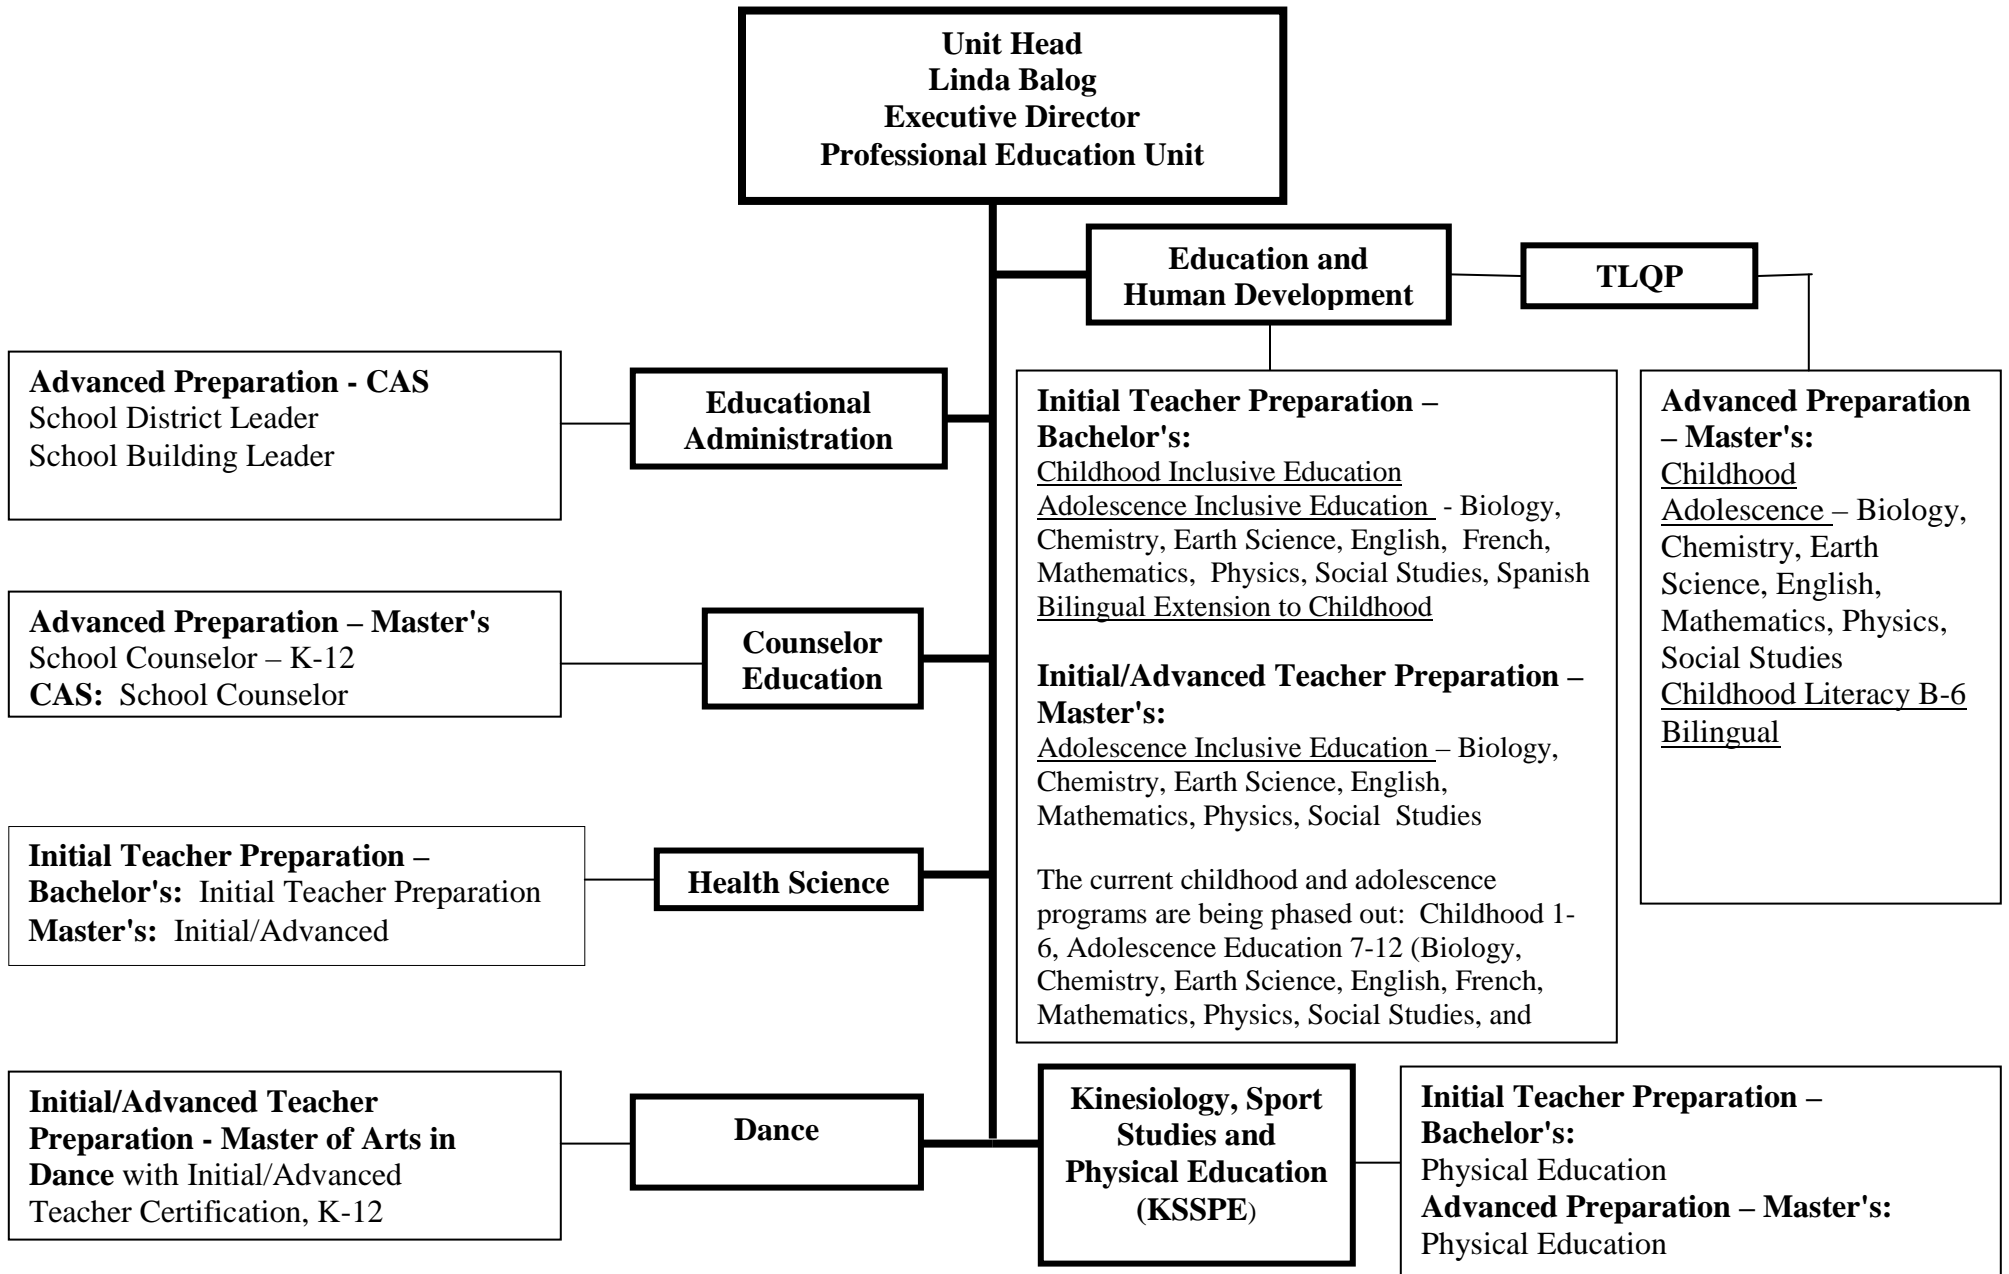 Unit Head
Linda Balog
Executive Director
Professional Education Unit
Education and
Human Development
TLQP
Advanced Preparation - CAS
School District Leader
School Building Leader
Educational
Administration
Initial Teacher Preparation –
Bachelor's:
Childhood Inclusive Education
Adolescence Inclusive Education  - Biology,
Chemistry, Earth Science, English,  French,
Mathematics,  Physics, Social Studies, Spanish
Bilingual Extension to Childhood
Initial/Advanced Teacher Preparation –
Master's:
Adolescence Inclusive Education – Biology,
Chemistry, Earth Science, English,
Mathematics, Physics, Social  Studies
The current childhood and adolescence
programs are being phased out:  Childhood 1-
6, Adolescence Education 7-12 (Biology,
Chemistry, Earth Science, English, French,
Mathematics, Physics, Social Studies, and
Advanced Preparation
– Master's:
Childhood
Adolescence – Biology,
Chemistry, Earth
Science, English,
Mathematics, Physics,
Social Studies
Childhood Literacy B-6
Bilingual
Advanced Preparation – Master's
School Counselor – K-12
CAS:  School Counselor
Counselor
Education
Initial Teacher Preparation –
Bachelor's:  Initial Teacher Preparation
Master's:  Initial/Advanced
Health Science
Initial/Advanced Teacher
Preparation - Master of Arts in
Dance with Initial/Advanced
Teacher Certification, K-12
Dance
Kinesiology, Sport
Studies and
Physical Education
(KSSPE)
Initial Teacher Preparation –
Bachelor's:
Physical Education
Advanced Preparation – Master's:
Physical Education